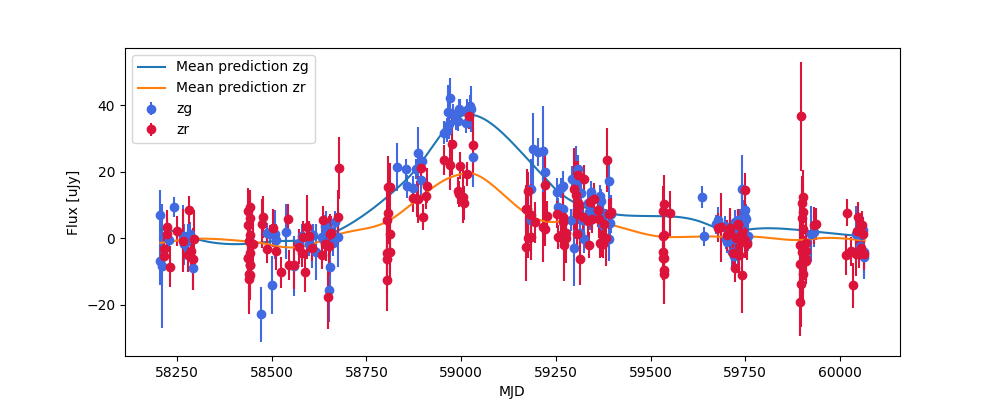 Mean prediction zg
Mean prediction zr
zg
zr
Flux [uJy]
40
20
0
−20
58250 58500 58750 59000 59250 59500 59750 60000
MJD